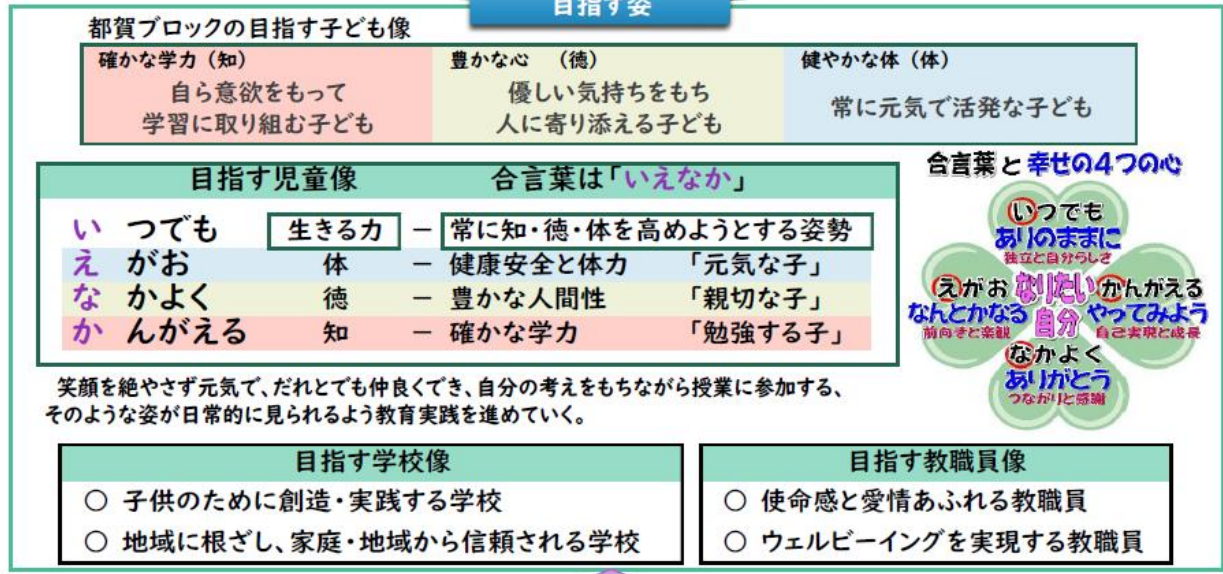 目指す姿
都賀ブロックの目指す子ども像
確かな学力（知）
自ら意欲をもって
学習に取り組む子ども
豊かな心　（徳）
優しい気持ちをもち
人に寄り添える子ども
健やかな体（体）
常に元気で活発な子ども
目指す児童像　合言葉は「いえなか」
い　つでも　生きる力　－　常に知・徳・体を高めようとする姿勢
え　がお　体　－　健康安全と体力　「元気な子」
な　かよく　徳　－　豊かな人間性　「親切な子」
か　んがえる　知　－　確かな学力　「勉強する子」
合言葉と幸せの４つの心
いつでも
ありのままに
独立と自分らしさ
えがお
なんとかなる
前向きと楽観
なりたい
自分
かんがえる
やってみよう
自己実現と成長
なかよく
ありがとう
つながりと感謝
笑顔を絶やさず元気で、だれとでも仲良くでき、自分の考えをもちながら授業に参加する、
そのような姿が日常的に見られるよう教育実践を進めていく。
目指す学校像
○ 子供のために創造・実践する学校
○ 地域に根ざし、家庭・地域から信頼される学校
目指す教職員像
○ 使命感と愛情あふれる教職員
○ ウェルビーイングを実現する教職員